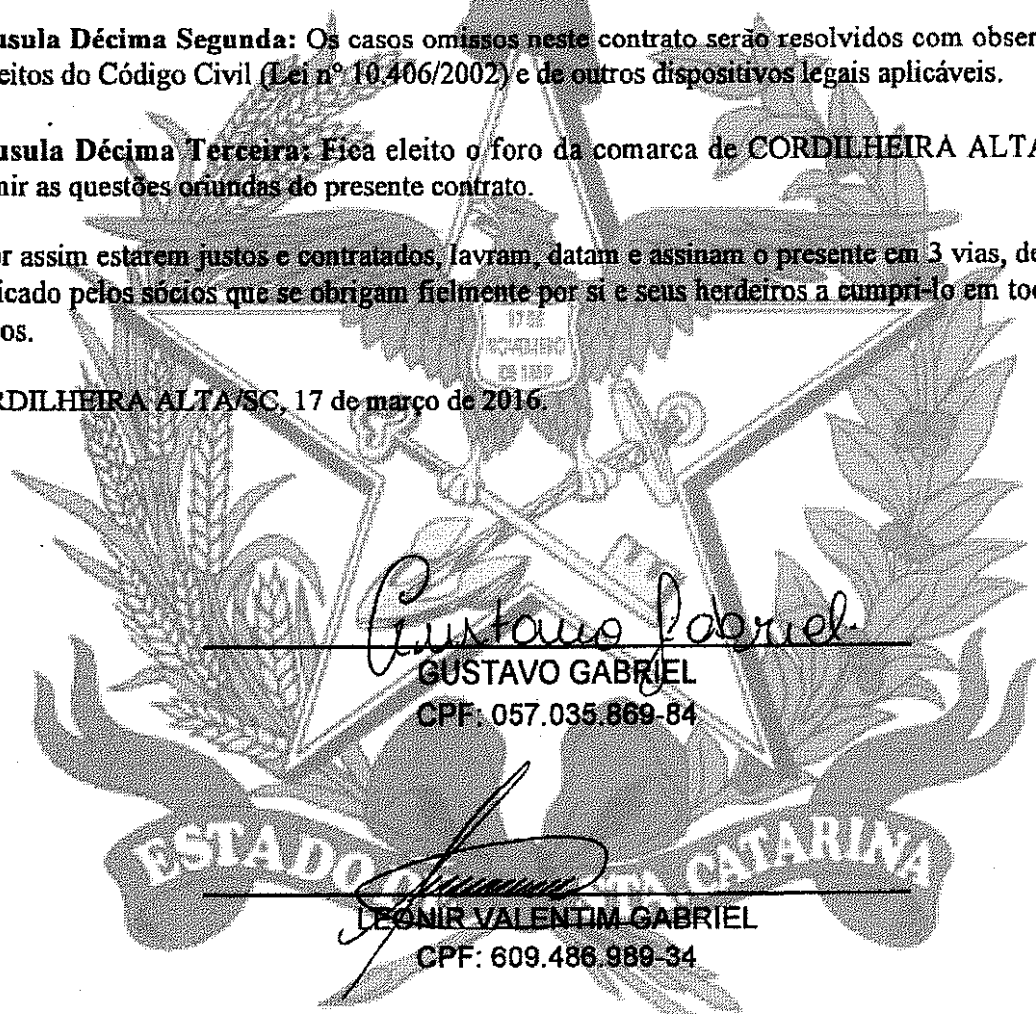 usula Décima Segunda: Os casos omissos neste contrato serão resolvidos com obser
eitos do Código Civil (Lei nº 10.406/2002) e de outros dispositivos legais aplicáveis.
usula Décima Terceira: Fica eleito o foro da comarca de CORDILHEIRA ALTA
nir as questões oriundas do presente contrato.
r assim estarem justos e contratados, lavram, datam e assinam o presente em 3 vias, de
icado pelos sócios que se obrigam fielmente por si e seus herdeiros a cumpri-lo em too
os.
RDILHEIRA ALTA/SC, 17 de março de 2016.
Gustavo Gabriel
GUSTAVO GABRIEL
CPF: 057.035.869-84
ESTADO TA CATARINA
LEONIR VALENTIM GABRIEL
CPF: 609.486.989-34